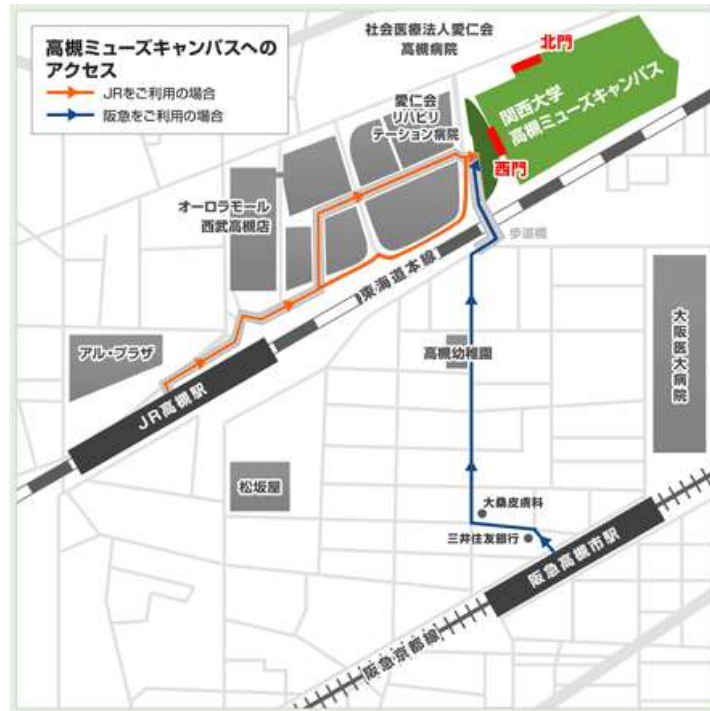 高槻ミューズキャンパスへの
アクセス
JRをご利用の場合
阪急をご利用の場合
社会医療法人愛仁会
高槻病院
北門
関西大学
高槻ミューズキャンパス
西門
愛仁会
リハビリ
テーション病院
オーロラモール
西武高槻店
歩道橋
東海道本線
アル・プラザ
JR高槻駅
高槻幼稚園
大阪医大病院
松坂屋
大桑皮膚科
三井住友銀行
阪急高槻市駅
阪急京都線